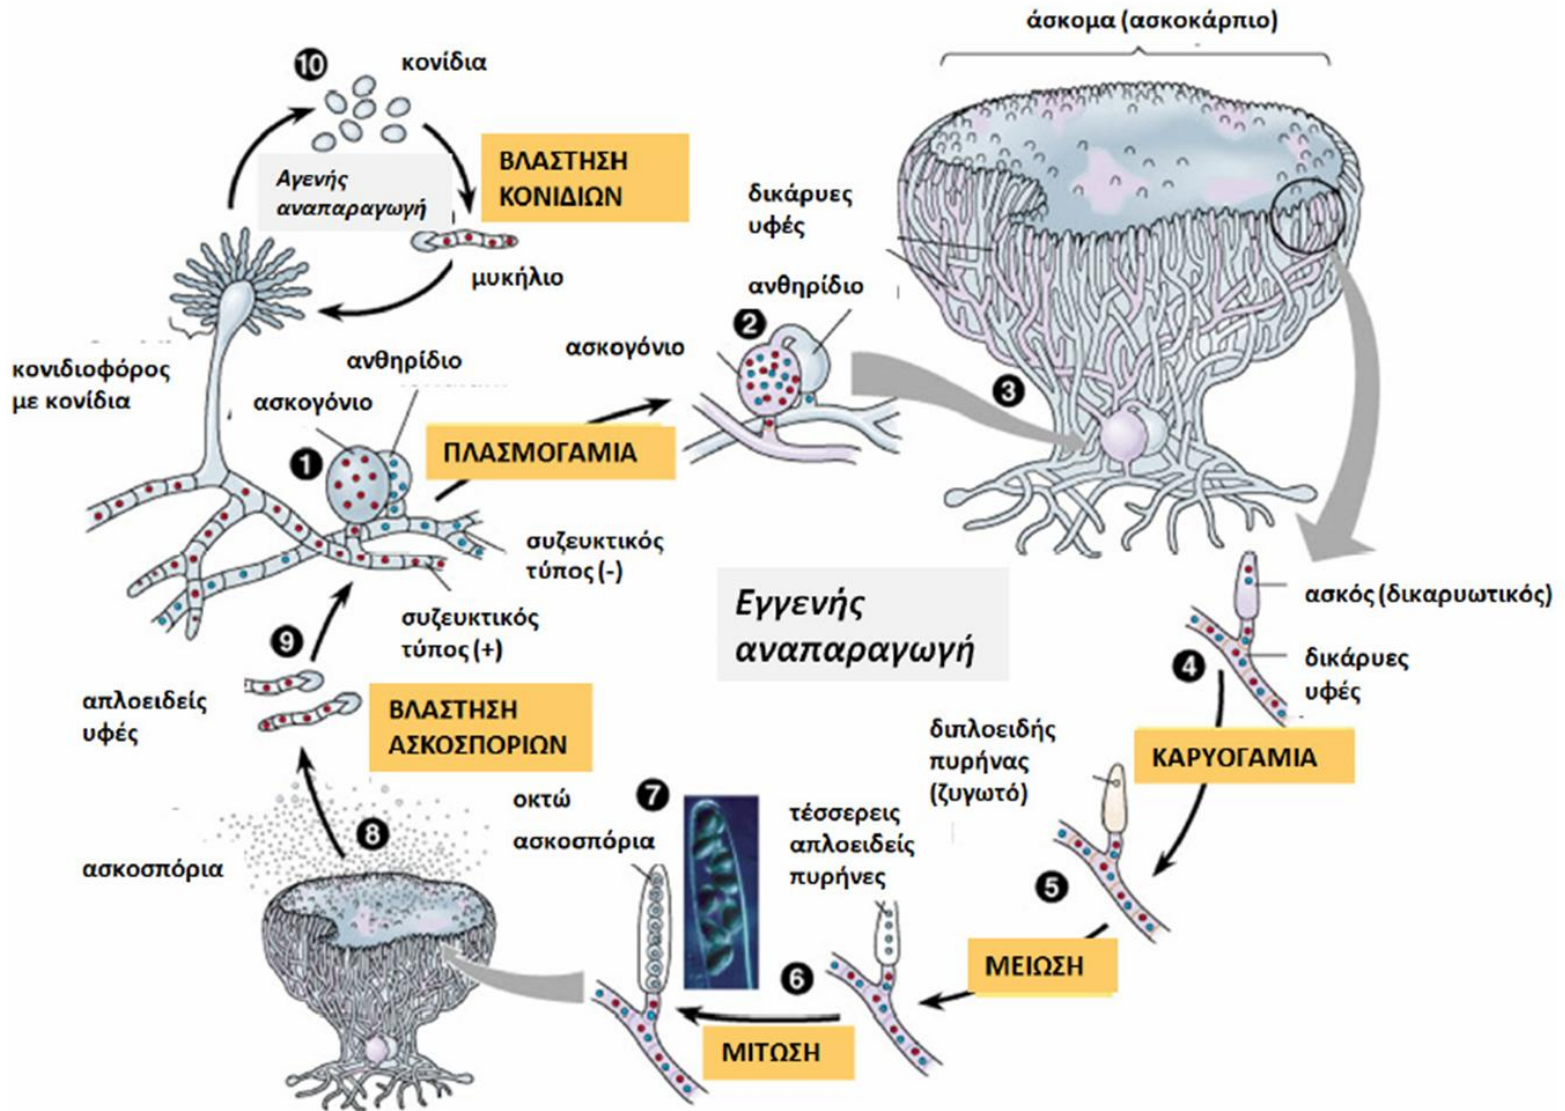 άσκομα (ασκοκάρπιο)
10
κονίδια
Αγενής
αναπαραγωγή
ΒΛΑΣΤΗΣΗ
ΚΟΝΙΔΙΩΝ
μυκήλιο
κονιδιοφόρος
με κονίδια
ανθηρίδιο
ασκογόνιο
1
ΠΛΑΣΜΟΓΑΜΙΑ
συζευκτικός
τύπος (-)
συζευκτικός
τύπος (+)
δικάρυες
υφές
ανθηρίδιο
2
ασκογόνιο
3
Εγγενής
αναπαραγωγή
ασκός (δικαρυωτικός)
4
δικάρυες
υφές
ΚΑΡΥΟΓΑΜΙΑ
διπλοειδής
πυρήνας
(ζυγωτό)
5
ΜΕΙΩΣΗ
τέσσερεις
απλοειδείς
πυρήνες
6
ΜΙΤΩΣΗ
7
οκτώ
ασκοσπόρια
8
ασκοσπόρια
9
απλοειδείς
υφές
ΒΛΑΣΤΗΣΗ
ΑΣΚΟΣΠΟΡΙΩΝ